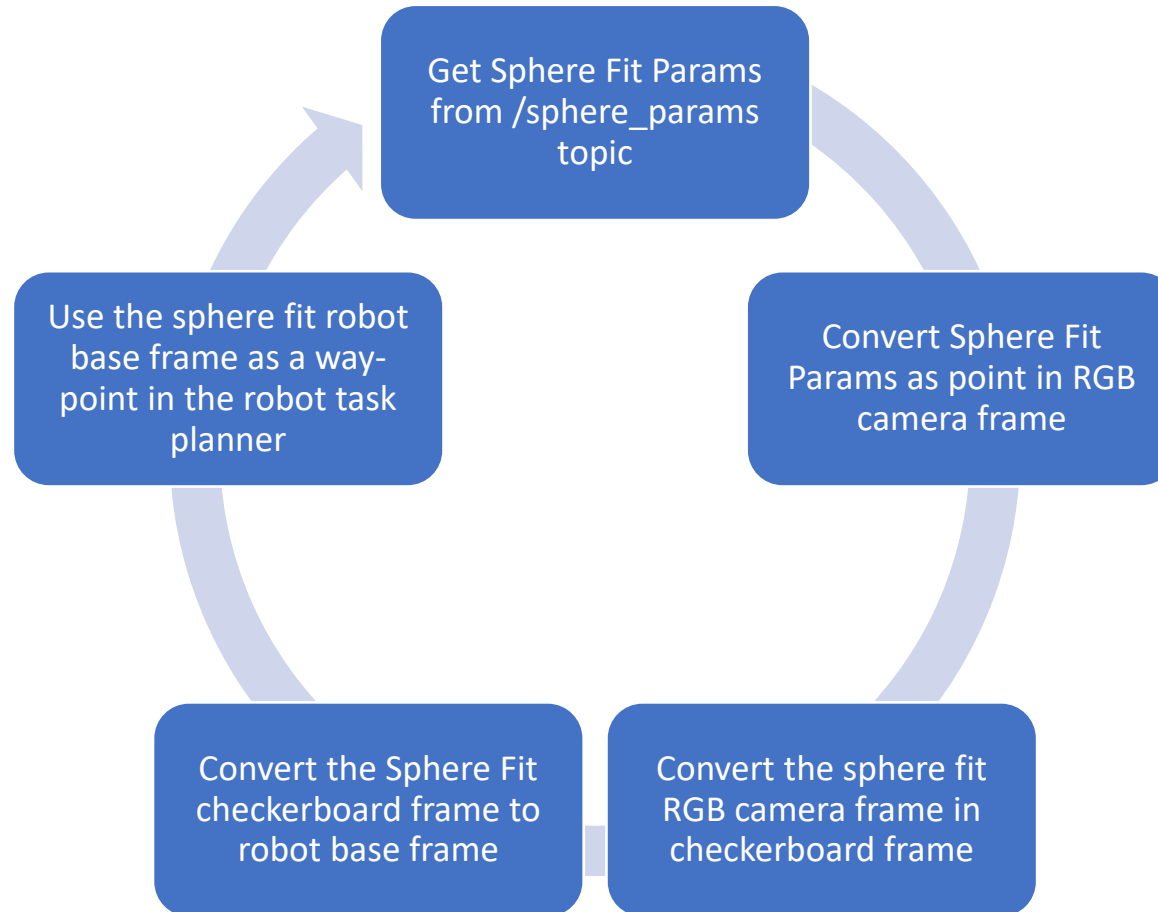 Get Sphere Fit Params
from /sphere_params
topic
Convert Sphere Fit
Params as point in RGB
camera frame
Convert the sphere fit
RGB camera frame in
checkerboard frame
Convert the Sphere Fit
checkerboard frame to
robot base frame
Use the sphere fit robot
base frame as a way-
point in the robot task
planner